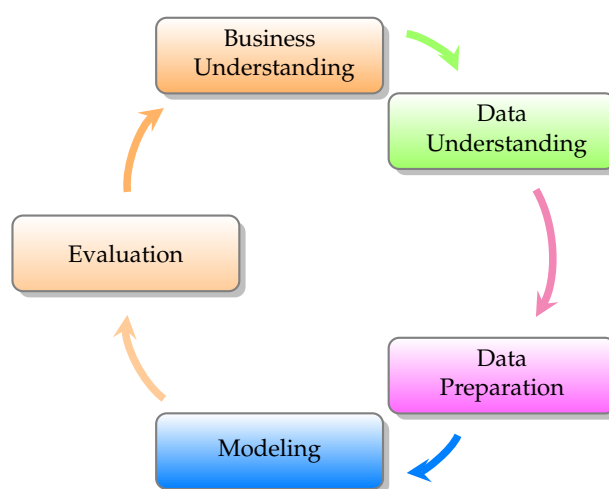 Business
Understanding
Data
Understanding
Data
Preparation
Modeling
Evaluation